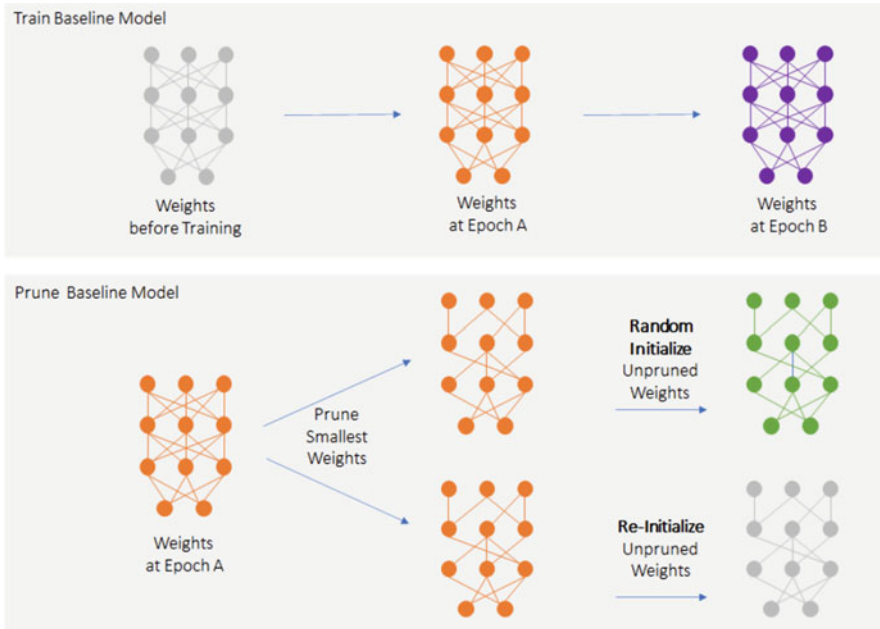 Train Baseline Model
Weights
before Training
Weights
at Epoch A
Weights
at Epoch B
Prune Baseline Model
Weights
at Epoch A
Prune
Smallest
Weights
Random
Initialize
Unpruned
Weights
Re-Initialize
Unpruned
Weights